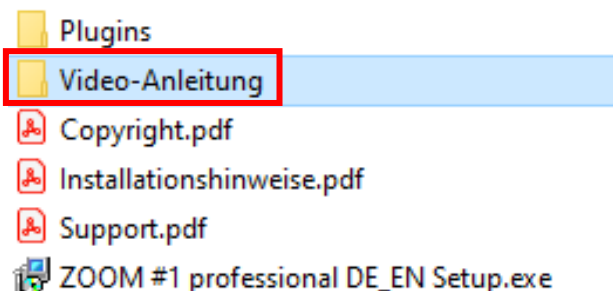 Plugins
Video-Anleitung
Copyright.pdf
Installationshinweise.pdf
Support.pdf
ZOOM #1 professional DE_EN Setup.exe